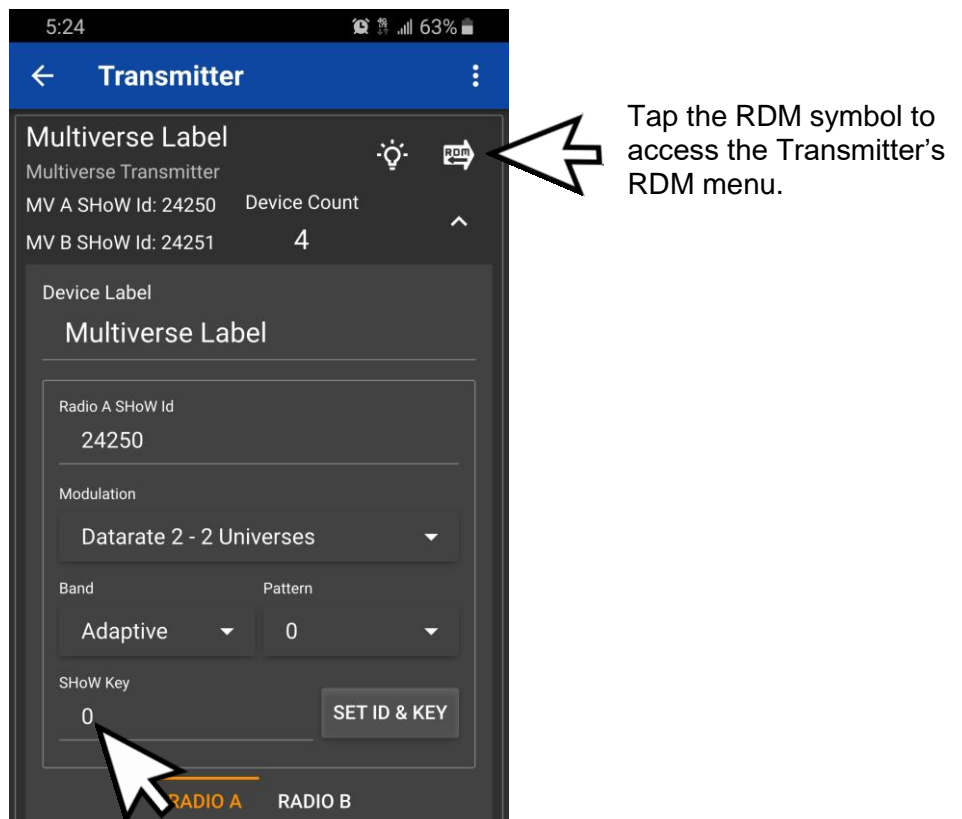 5:24 63%
Transmitter
Multiverse Label
RDM
Multiverse Transmitter
MV A SHoW Id: 24250 Device Count
MV B SHoW Id: 24251 4
Tap the RDM symbol to
access the Transmitter's
RDM menu.
Device Label
Multiverse Label
Radio A SHoW Id
24250
Modulation
Datarate 2 - 2 Universes
Band Pattern
Adaptive 0
SHoW Key
0 SET ID & KEY
RADIO A RADIO B